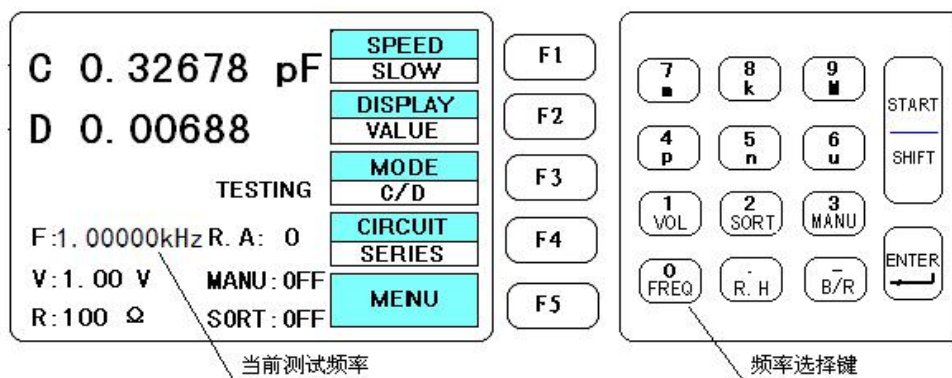 C 0.32678 pF
D 0.00688
TESTING
F:1.00000kHz R.A: 0
V:1.00 V MANU:OFF
R:100 Ω SORT:OFF
SPEED
SLOW
DISPLAY
VALUE
MODE
C/D
CIRCUIT
SERIES
MENU
F1
F2
F3
F4
F5
7
m
8
k
9
M
4
p
5
n
6
u
1
VOL
2
SORT
3
MANU
0
FREQ
.
R.H
-
B/R
START
SHIFT
ENTER
当前测试频率
频率选择键